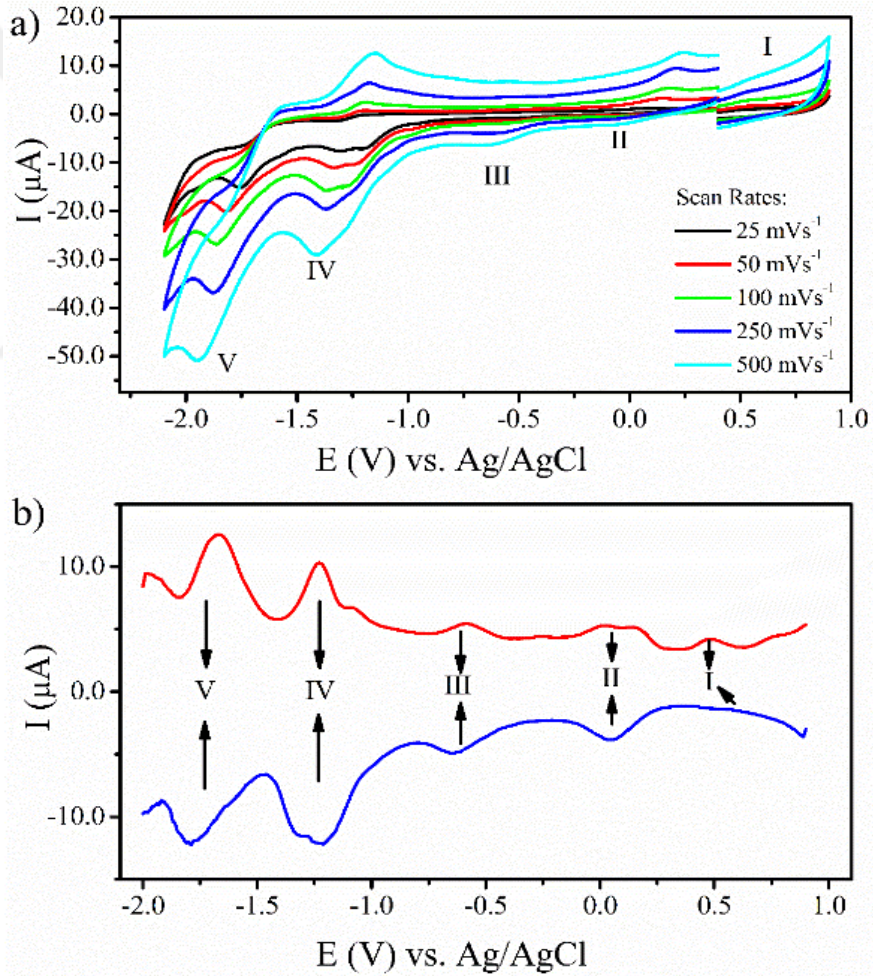 a)
20.0
10.0
0.0
-10.0
-20.0
-30.0
-40.0
-50.0
I (μA)
I
II
III
IV
V
Scan Rates:
25 mVs⁻¹
50 mVs⁻¹
100 mVs⁻¹
250 mVs⁻¹
500 mVs⁻¹
-2.0 -1.5 -1.0 -0.5 0.0 0.5 1.0
E (V) vs. Ag/AgCl
b)
10.0
0.0
-10.0
I (μA)
V IV III II I
-2.0 -1.5 -1.0 -0.5 0.0 0.5 1.0
E (V) vs. Ag/AgCl